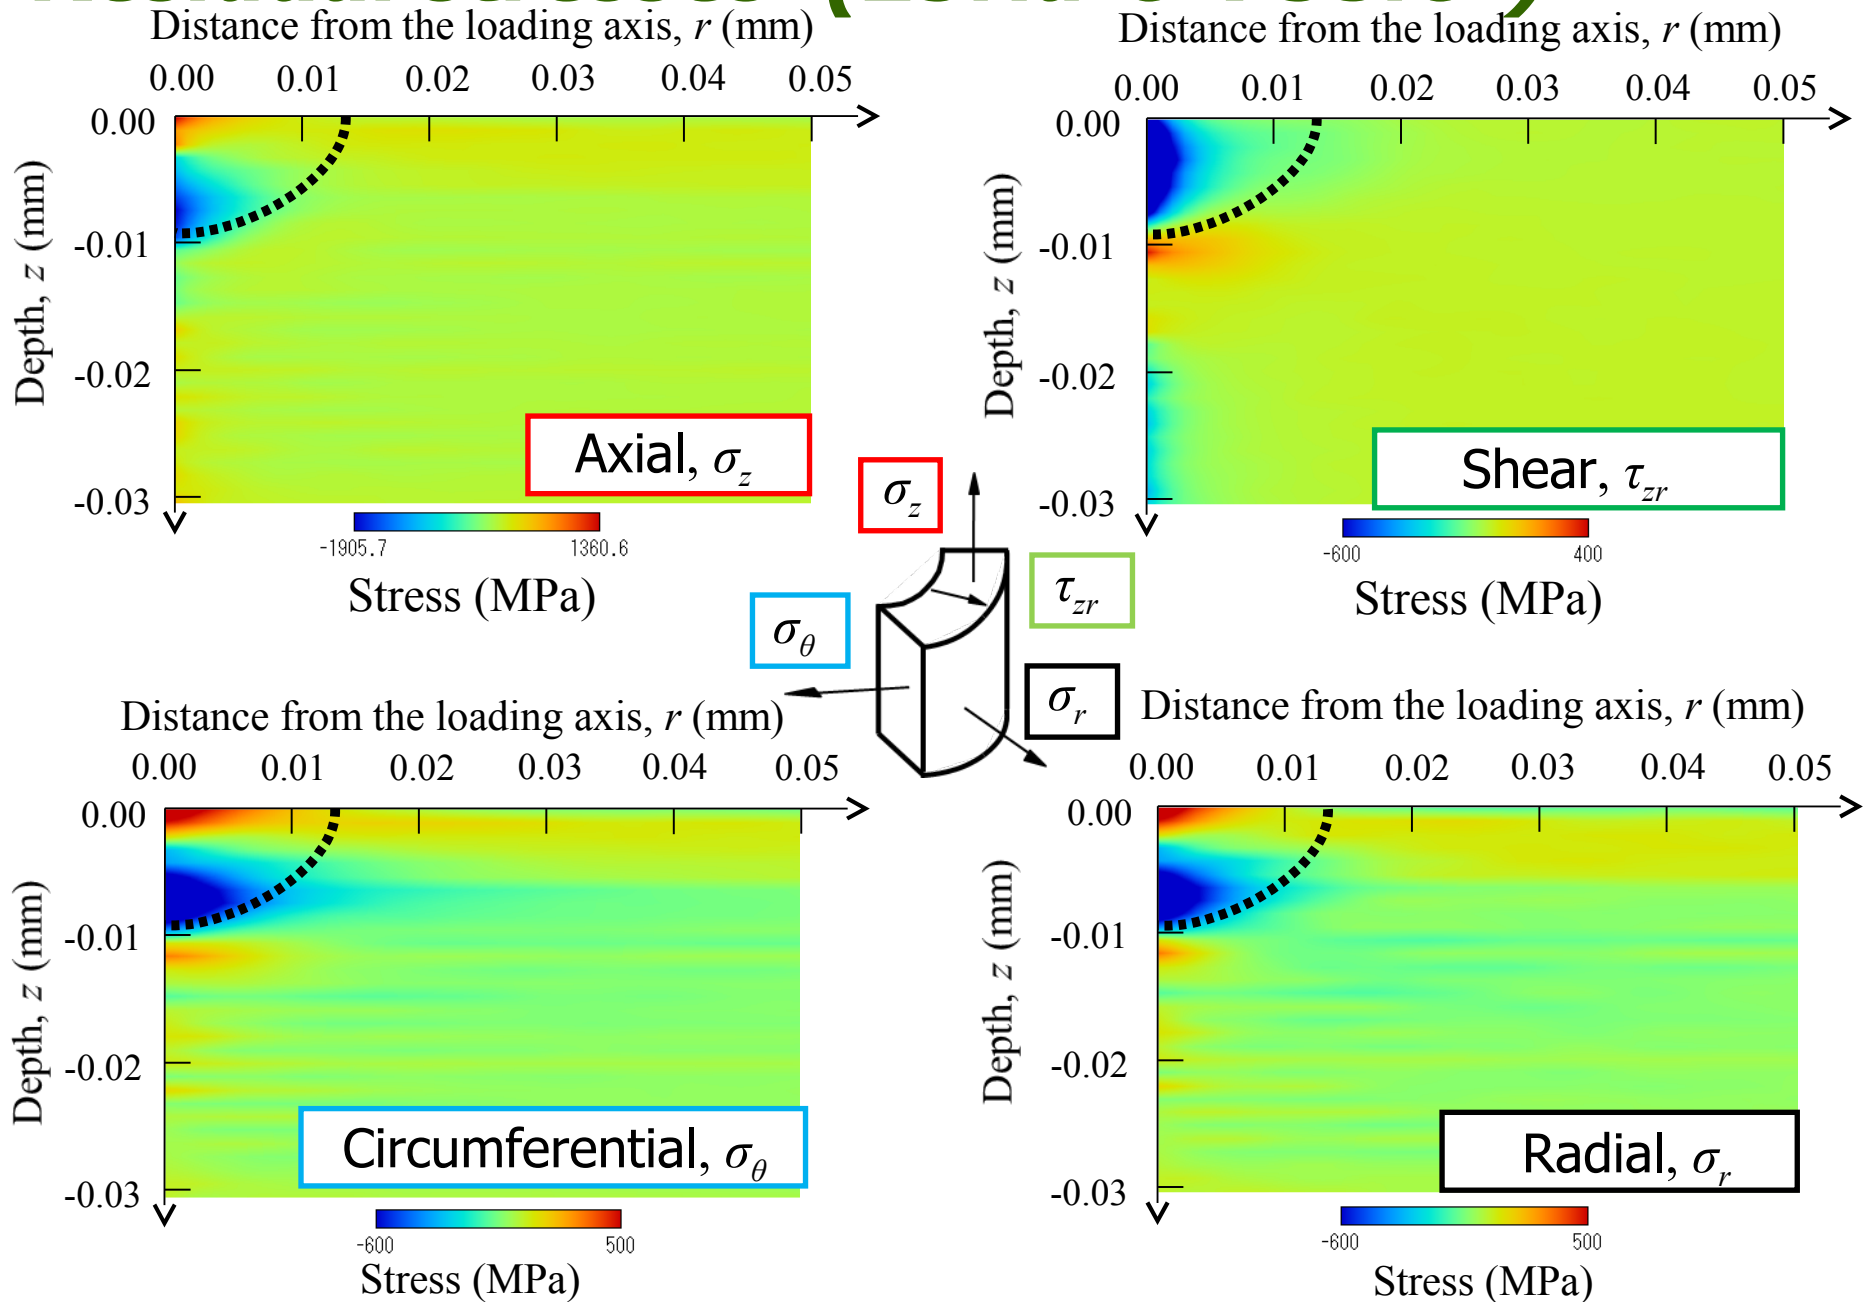 Distance from the loading axis, r (mm)
0.00 0.01 0.02 0.03 0.04 0.05
0.00
-0.01
-0.02
-0.03
Depth, z (mm)
Axial, σz
-1905.7 1360.6
Stress (MPa)
Distance from the loading axis, r (mm)
0.00 0.01 0.02 0.03 0.04 0.05
0.00
-0.01
-0.02
-0.03
Depth, z (mm)
Shear, τzr
-600 400
Stress (MPa)
σz
τzr
σθ
σr
Distance from the loading axis, r (mm)
0.00 0.01 0.02 0.03 0.04 0.05
0.00
-0.01
-0.02
-0.03
Depth, z (mm)
Circumferential, σθ
-600 500
Stress (MPa)
Distance from the loading axis, r (mm)
0.00 0.01 0.02 0.03 0.04 0.05
0.00
-0.01
-0.02
-0.03
Depth, z (mm)
Radial, σr
-600 500
Stress (MPa)